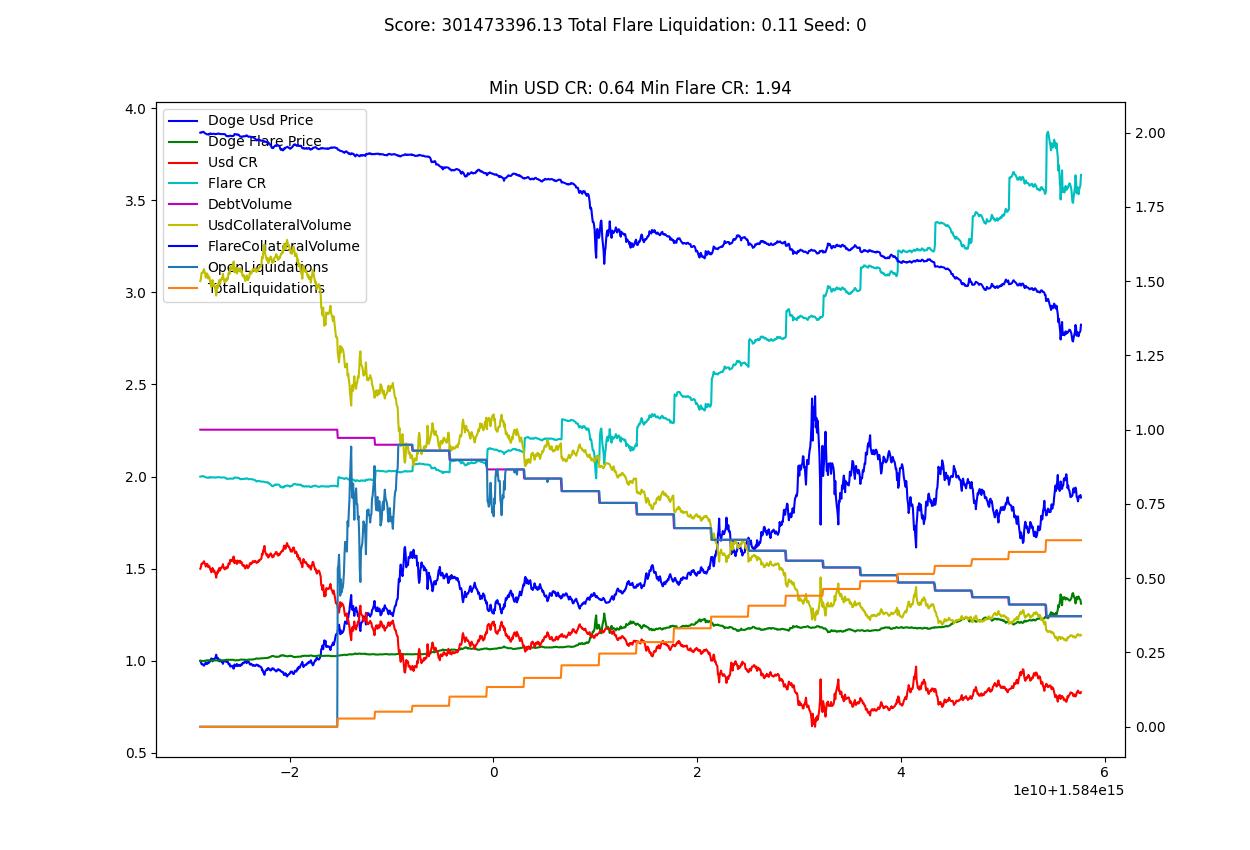 Score: 301473396.13 Total Flare Liquidation: 0.11 Seed: 0
Min USD CR: 0.64 Min Flare CR: 1.94
Doge Usd Price
Doge Flare Price
Usd CR
Flare CR
DebtVolume
UsdCollateralVolume
FlareCollateralVolume
OpenLiquidations
TotalLiquidations
4.0
3.5
3.0
2.5
2.0
1.5
1.0
0.5
2.00
1.75
1.50
1.25
1.00
0.75
0.50
0.25
0.00
−2 0 2 4 6
1e10+1.584e15